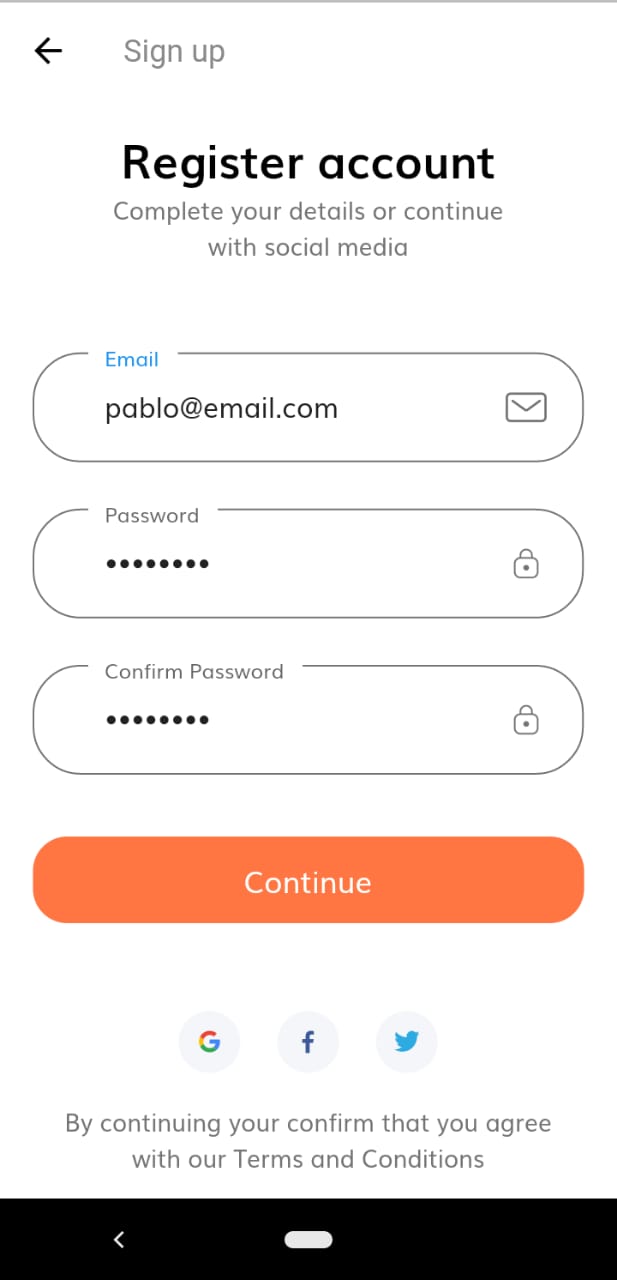 Sign up
Register account
Complete your details or continue
with social media
Email
pablo@email.com
Password
••••••••
Confirm Password
••••••••
Continue
By continuing your confirm that you agree
with our Terms and Conditions